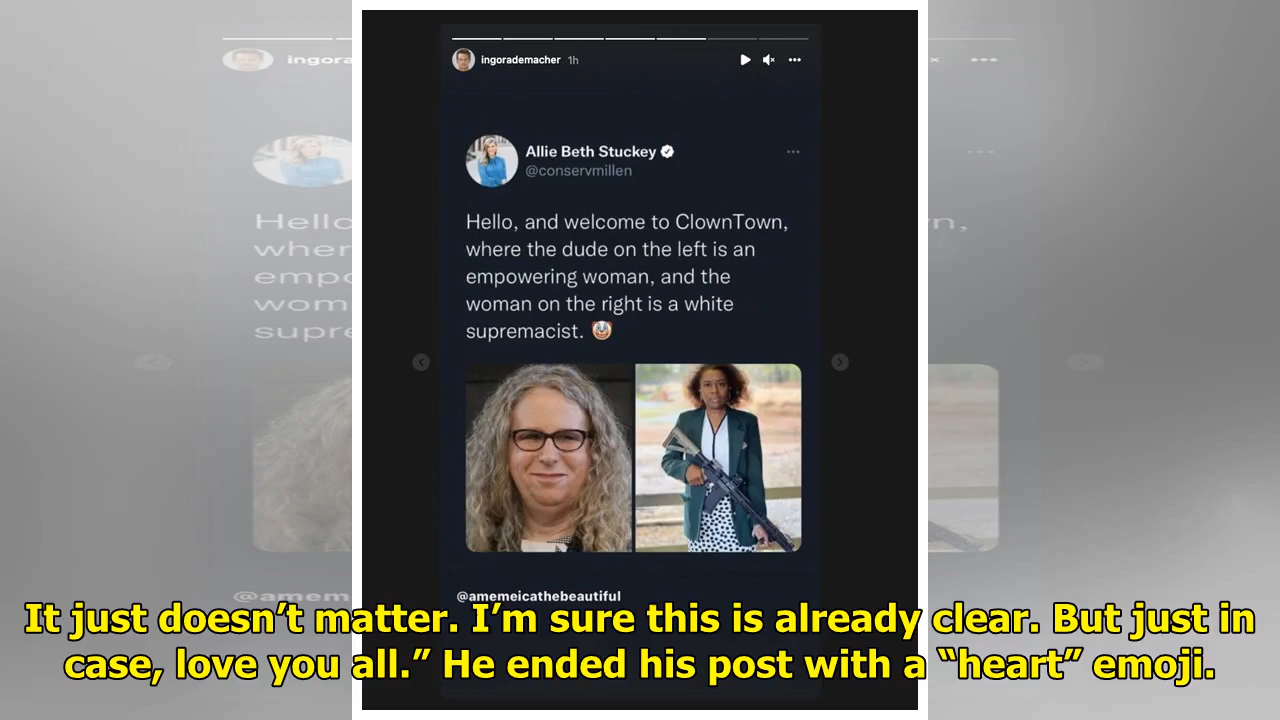 ingorademacher 1h
Allie Beth Stuckey
@conservmillen
Hello, and welcome to ClownTown,
where the dude on the left is an
empowering woman, and the
woman on the right is a white
supremacist. 🤡
@amemeicathebeautiful
It just doesn’t matter. I’m sure this is already clear. But just in
case, love you all.” He ended his post with a “heart” emoji.